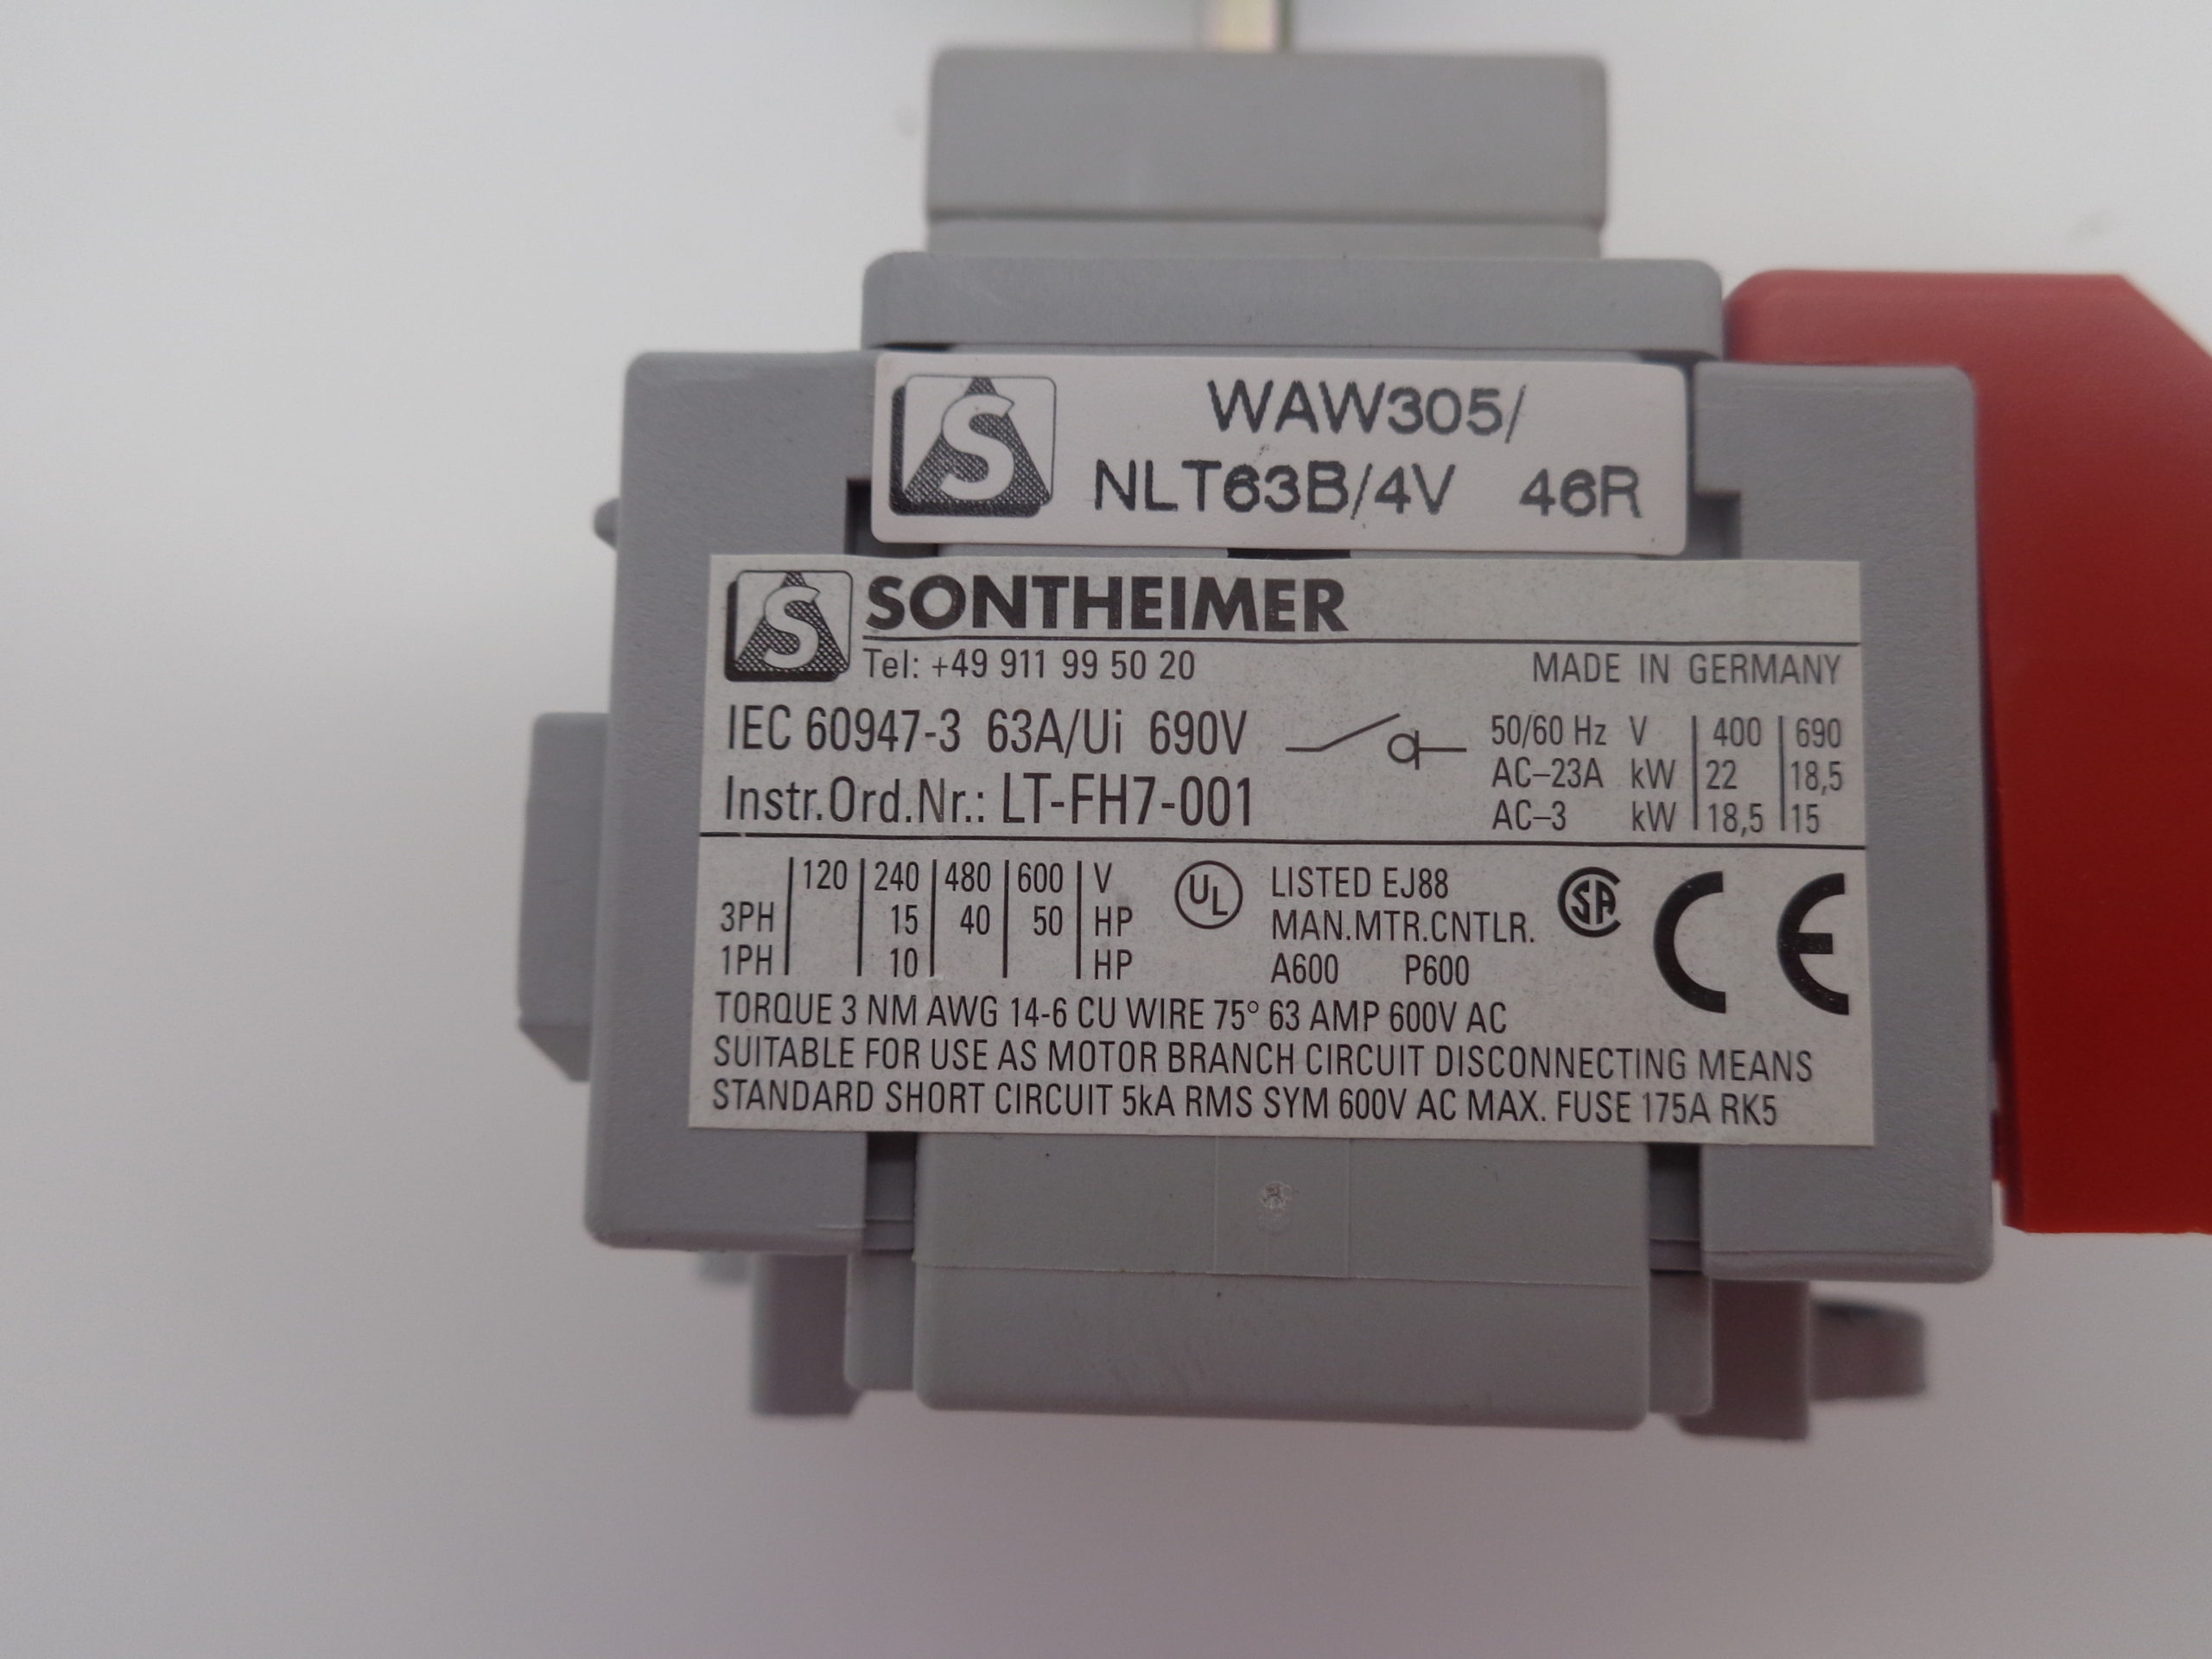 S
WAW305/
NLT63B/4V 46R
S
SONTHEIMER
Tel: +49 911 99 50 20
MADE IN GERMANY
IEC 60947-3 63A/Ui 690V
Instr.Ord.Nr.: LT-FH7-001
50/60 Hz V 400 690
AC–23A kW 22 18,5
AC–3 kW 18,5 15
120 240 480 600 V
3PH 15 40 50 HP
1PH 10 HP
UL
LISTED EJ88
MAN.MTR.CNTLR.
A600 P600
SA
CE
TORQUE 3 NM AWG 14-6 CU WIRE 75° 63 AMP 600V AC
SUITABLE FOR USE AS MOTOR BRANCH CIRCUIT DISCONNECTING MEANS
STANDARD SHORT CIRCUIT 5kA RMS SYM 600V AC MAX. FUSE 175A RK5